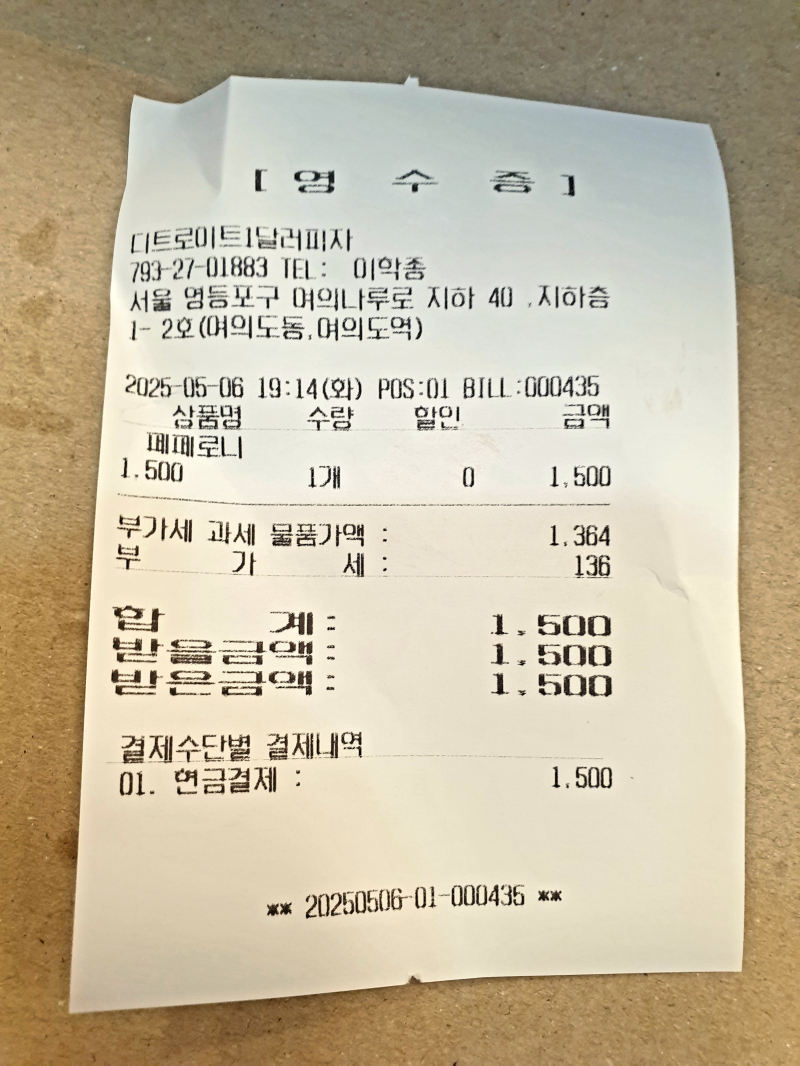 [ 영 수 증 ]
디트로이트1달러피자
793-27-01883 TEL : 이학종
서울 영등포구 여의나루로 지하 40 ,지하층
1- 2호(여의도동,여의도역)
2025-05-06 19:14(화) POS:01 BILL:000435
상품명 수량 할인 금액
페페로니
1,500 1개 0 1,500
부가세 과세 물품가액 : 1,364
부 가 세 : 136
합 계 : 1,500
받을금액 : 1,500
받은금액 : 1,500
결제수단별 결제내역
01. 현금결제 : 1,500
** 20250506-01-000435 **